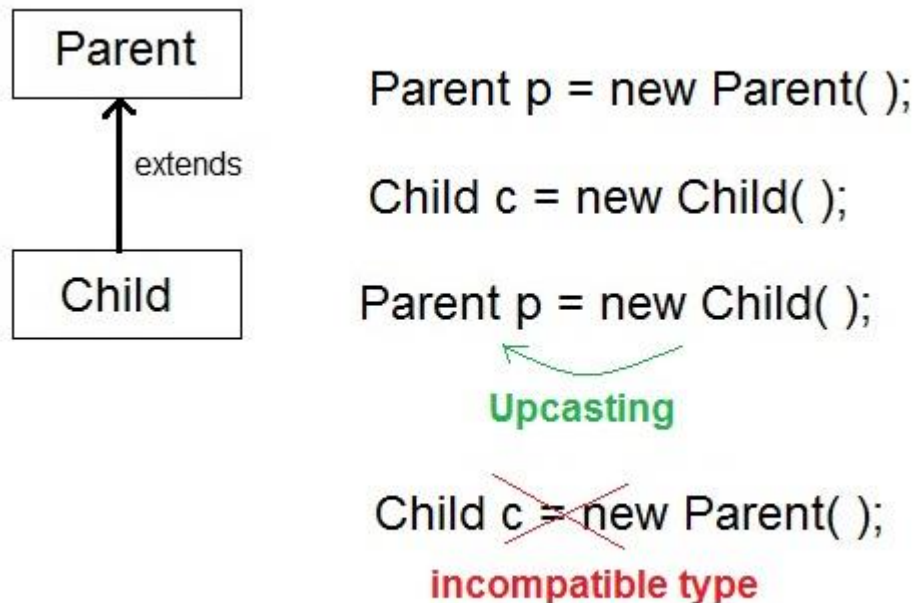 Parent
extends
Child
Parent p = new Parent( );
Child c = new Child( );
Parent p = new Child( );
Upcasting
Child c = new Parent( );
incompatible type